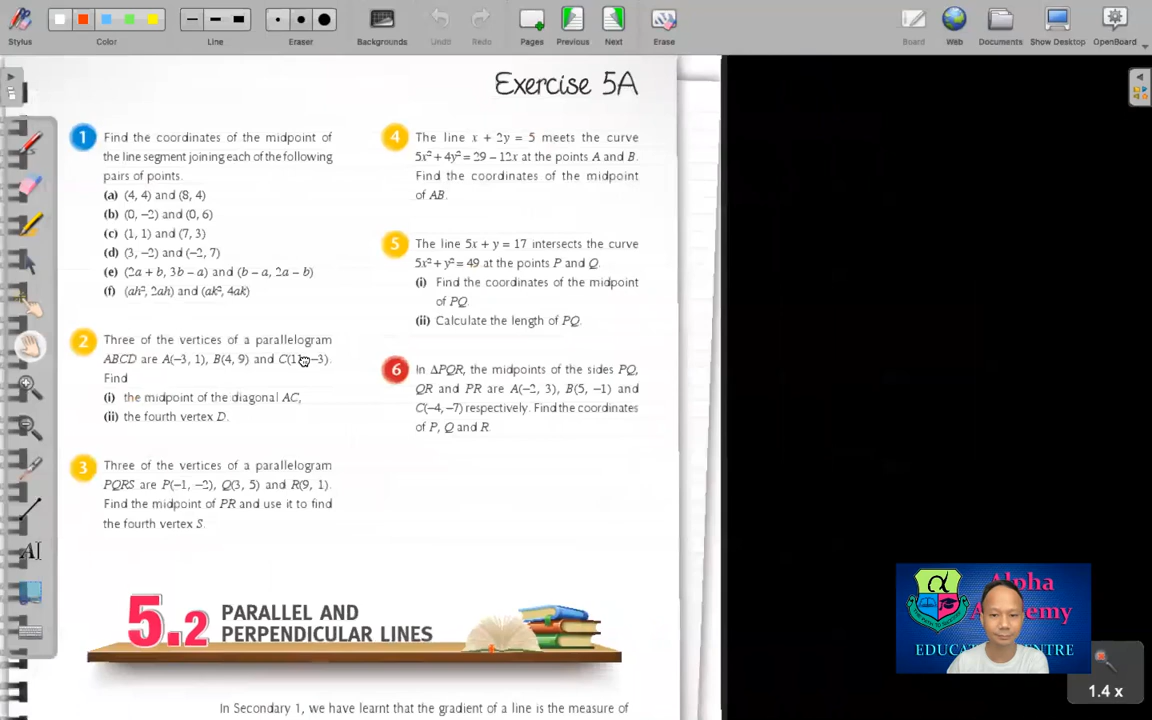 Stylus
Color
Line
Eraser
Backgrounds
Undo
Redo
Pages
Previous
Next
Erase
Board
Web
Documents
Show Desktop
OpenBoard
Exercise 5A
1 Find the coordinates of the midpoint of
the line segment joining each of the following
pairs of points.
(a) (4, 4) and (8, 4)
(b) (0, −2) and (0, 6)
(c) (1, 1) and (7, 3)
(d) (3, −2) and (−2, 7)
(e) (2a + b, 3b − a) and (b − a, 2a − b)
(f) (ah², 2ah) and (ak², 4ak)
2 Three of the vertices of a parallelogram
ABCD are A(−3, 1), B(4, 9) and C(11, −3).
Find
(i) the midpoint of the diagonal AC,
(ii) the fourth vertex D.
3 Three of the vertices of a parallelogram
PQRS are P(−1, −2), Q(3, 5) and R(9, 1).
Find the midpoint of PR and use it to find
the fourth vertex S.
4 The line x + 2y = 5 meets the curve
5x² + 4y² = 29 − 12x at the points A and B.
Find the coordinates of the midpoint
of AB.
5 The line 5x + y = 17 intersects the curve
5x² + y² = 49 at the points P and Q.
(i) Find the coordinates of the midpoint
of PQ.
(ii) Calculate the length of PQ.
6 In ΔPQR, the midpoints of the sides PQ,
QR and PR are A(−2, 3), B(5, −1) and
C(−4, −7) respectively. Find the coordinates
of P, Q and R.
5.2 PARALLEL AND
PERPENDICULAR LINES
In Secondary 1, we have learnt that the gradient of a line is the measure of
Alpha
Academy
1.4 x